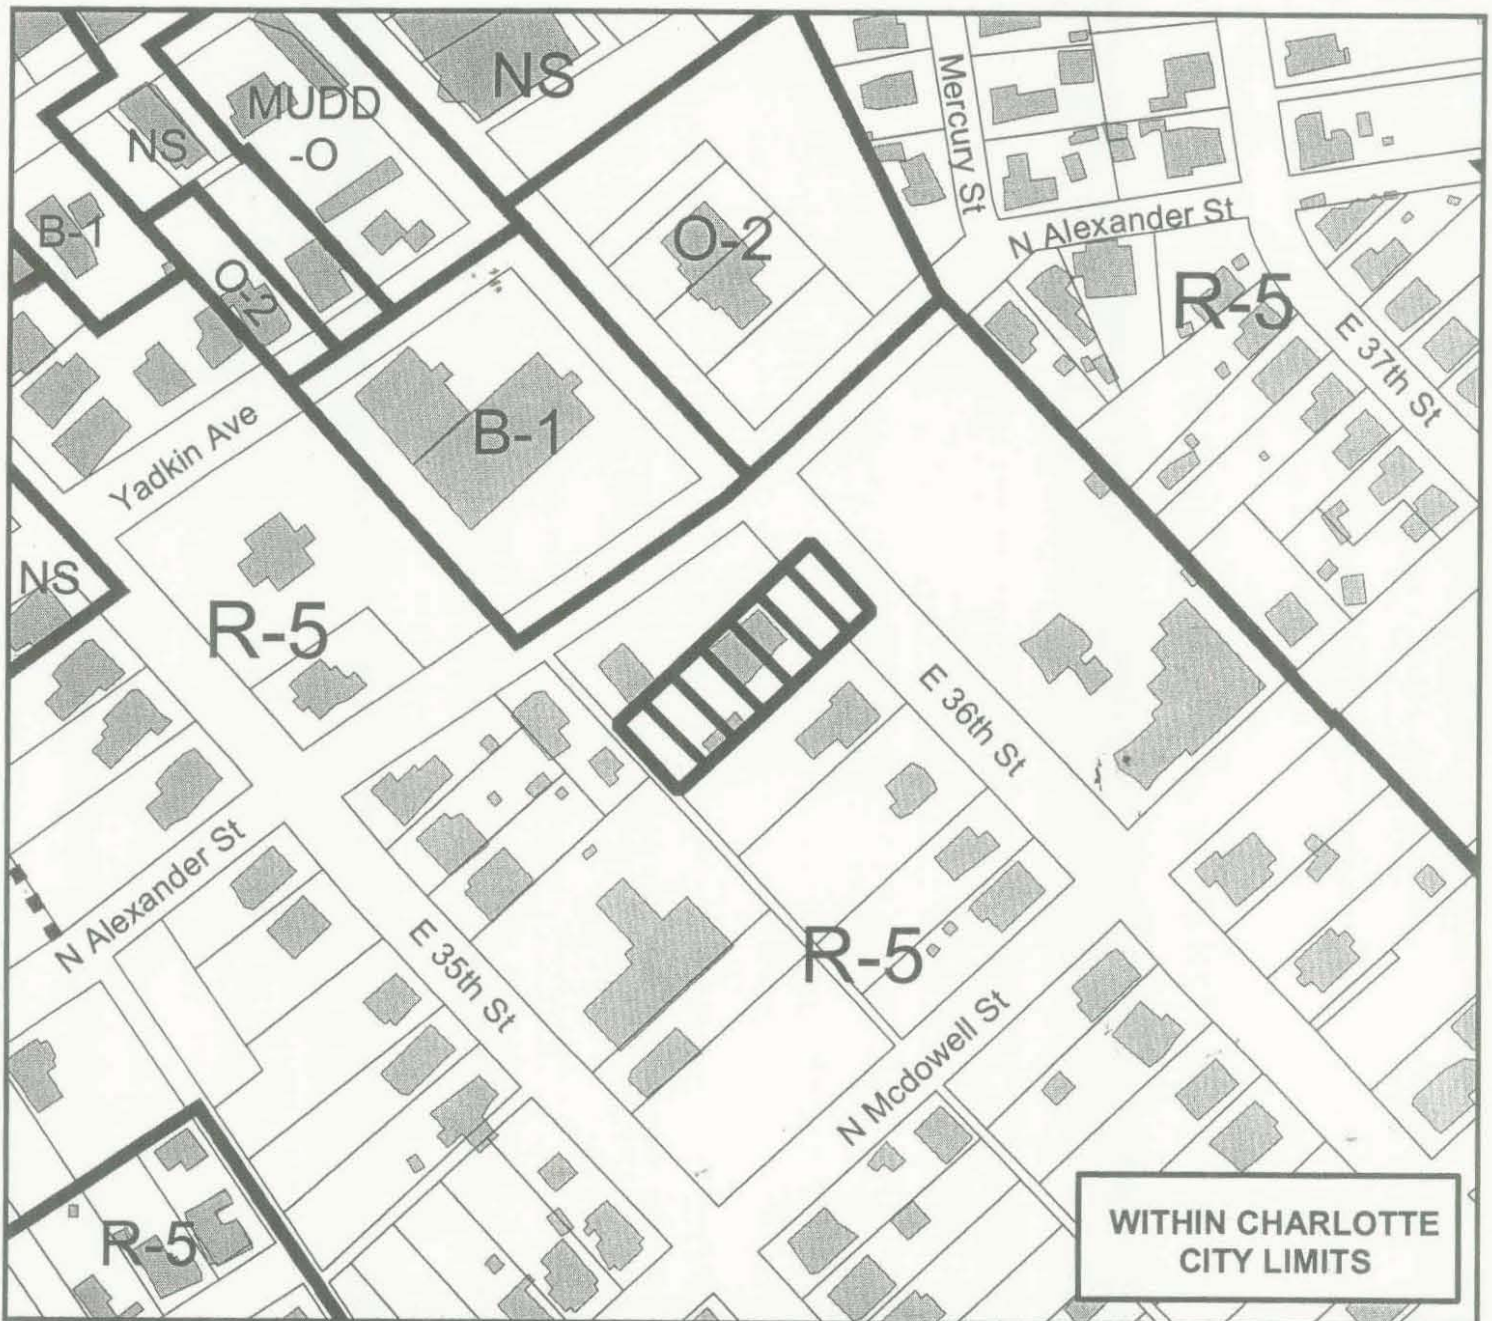 NS
MUDD
-O
NS
B-1
O-2
O-2
Mercury St
N Alexander St
R-5
E 37th St
B-1
Yadkin Ave
NS
R-5
E 36th St
N Alexander St
E 35th St
R-5
N Mcdowell St
R-5
WITHIN CHARLOTTE
CITY LIMITS